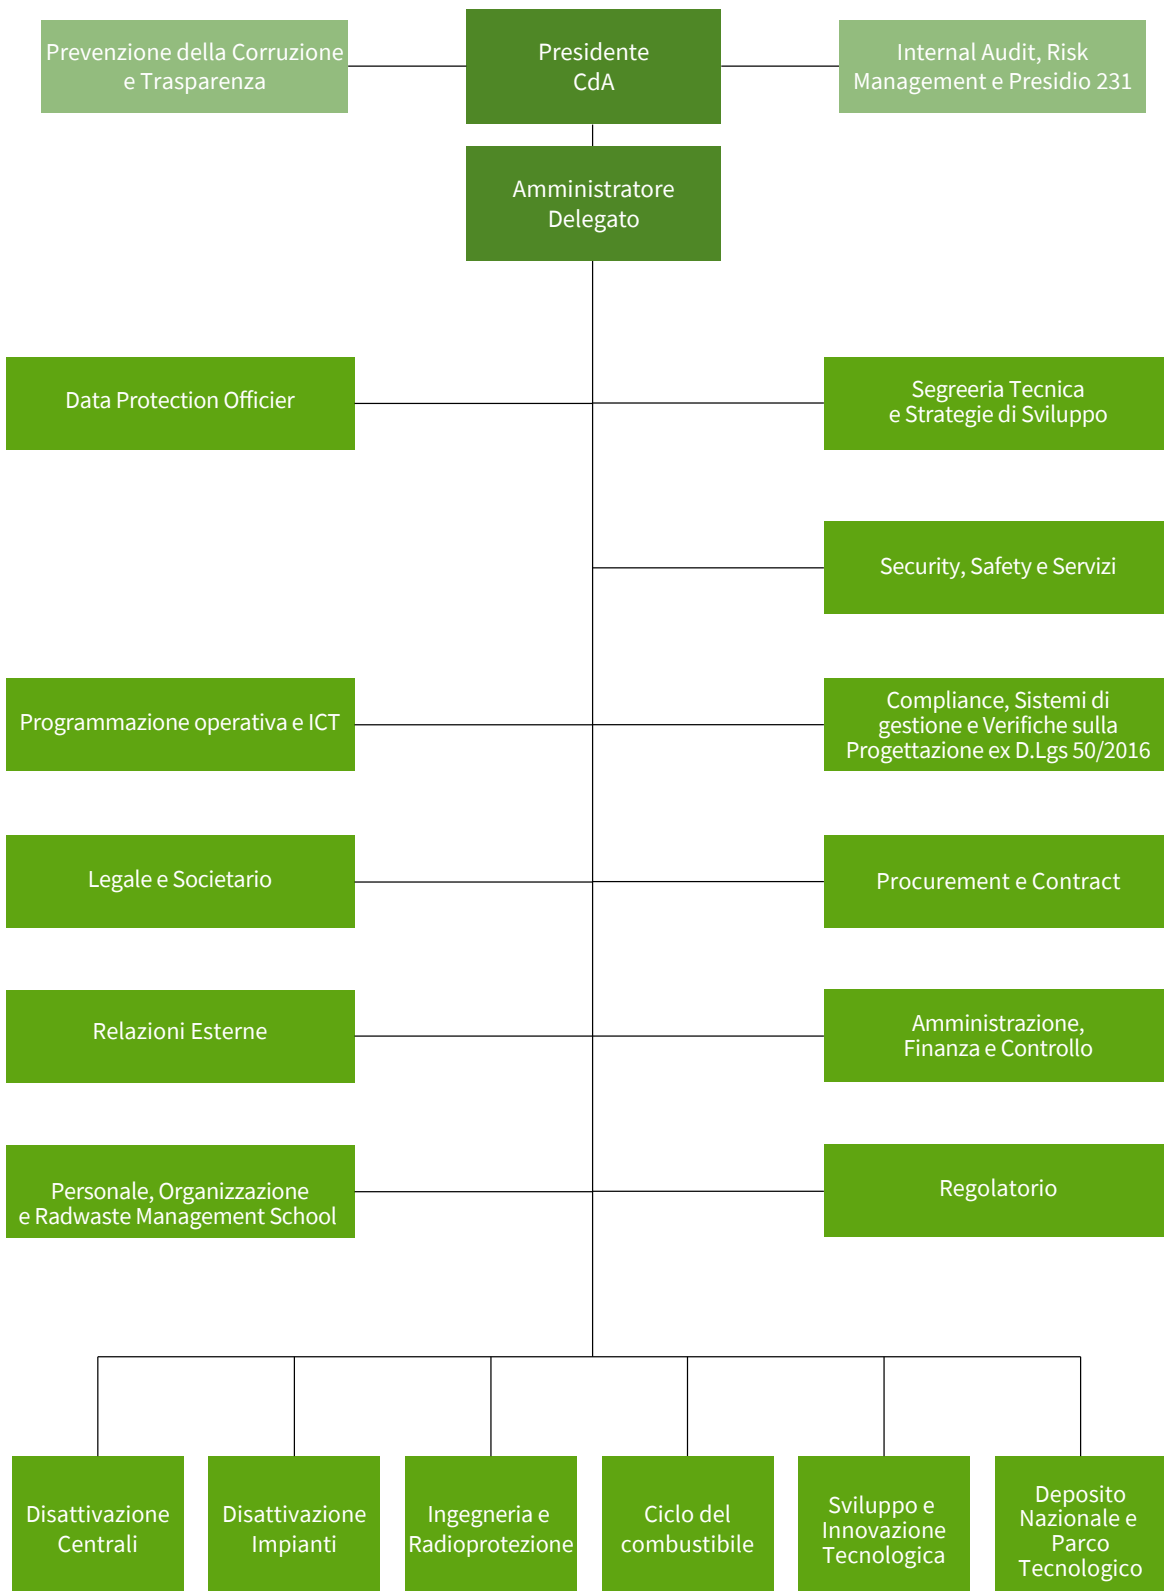 Prevenzione della Corruzione
e Trasparenza
Presidente
CdA
Internal Audit, Risk
Management e Presidio 231
Amministratore
Delegato
Data Protection Officier
Segreeria Tecnica
e Strategie di Sviluppo
Security, Safety e Servizi
Programmazione operativa e ICT
Compliance, Sistemi di
gestione e Verifiche sulla
Progettazione ex D.Lgs 50/2016
Legale e Societario
Procurement e Contract
Relazioni Esterne
Amministrazione,
Finanza e Controllo
Personale, Organizzazione
e Radwaste Management School
Regolatorio
Disattivazione
Centrali
Disattivazione
Impianti
Ingegneria e
Radioprotezione
Ciclo del
combustibile
Sviluppo e
Innovazione
Tecnologica
Deposito
Nazionale e
Parco
Tecnologico